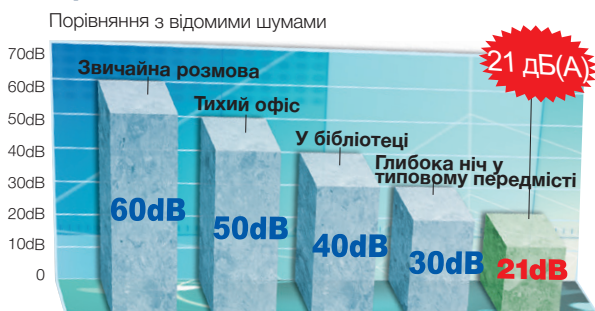 Порівняння з відомими шумами
70dB
60dB
50dB
40dB
30dB
20dB
10dB
0
Звичайна розмова
Тихий офіс
У бібліотеці
Глибока ніч у
типовому передмісті
21 дБ(А)
60dB
50dB
40dB
30dB
21dB